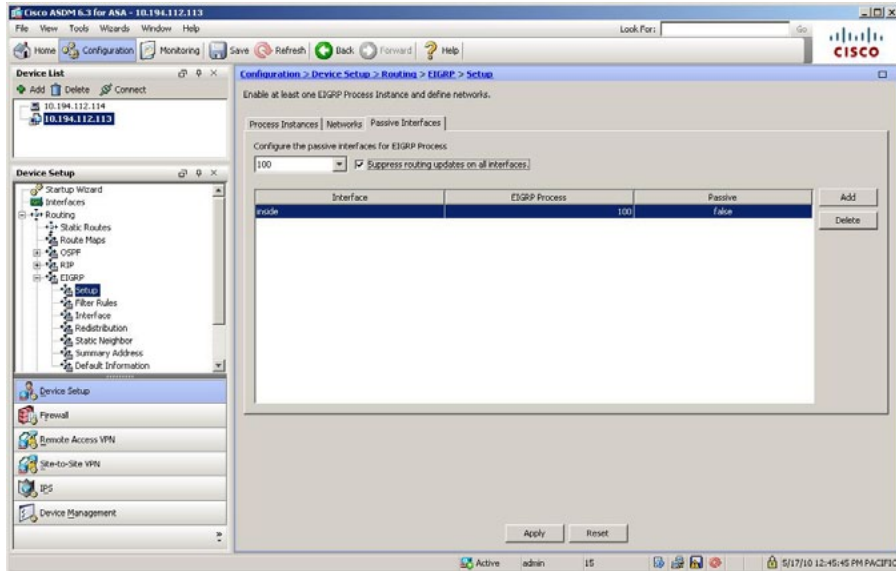 Cisco ASDM 6.3 for ASA - 10.194.112.113
File View Tools Wizards Window Help
Look For:
Go
Home Configuration Monitoring Save Refresh Back Forward Help
CISCO
Device List
Add Delete Connect
10.194.112.114
10.194.112.113
Device Setup
Startup Wizard
Interfaces
Routing
Static Routes
Route Maps
OSPF
RIP
EIGRP
Setup
Filter Rules
Interface
Redistribution
Static Neighbor
Summary Address
Default Information
Device Setup
Firewall
Remote Access VPN
Site-to-Site VPN
IPS
Device Management
Configuration > Device Setup > Routing > EIGRP > Setup
Enable at least one EIGRP Process Instance and define networks.
Process Instances Networks Passive Interfaces
Configure the passive interfaces for EIGRP Process
100 Suppress routing updates on all interfaces.
Interface EIGRP Process Passive
inside 100 false
Add
Delete
Apply Reset
Active admin 15 5/17/10 12:45:45 PM PACIFIC